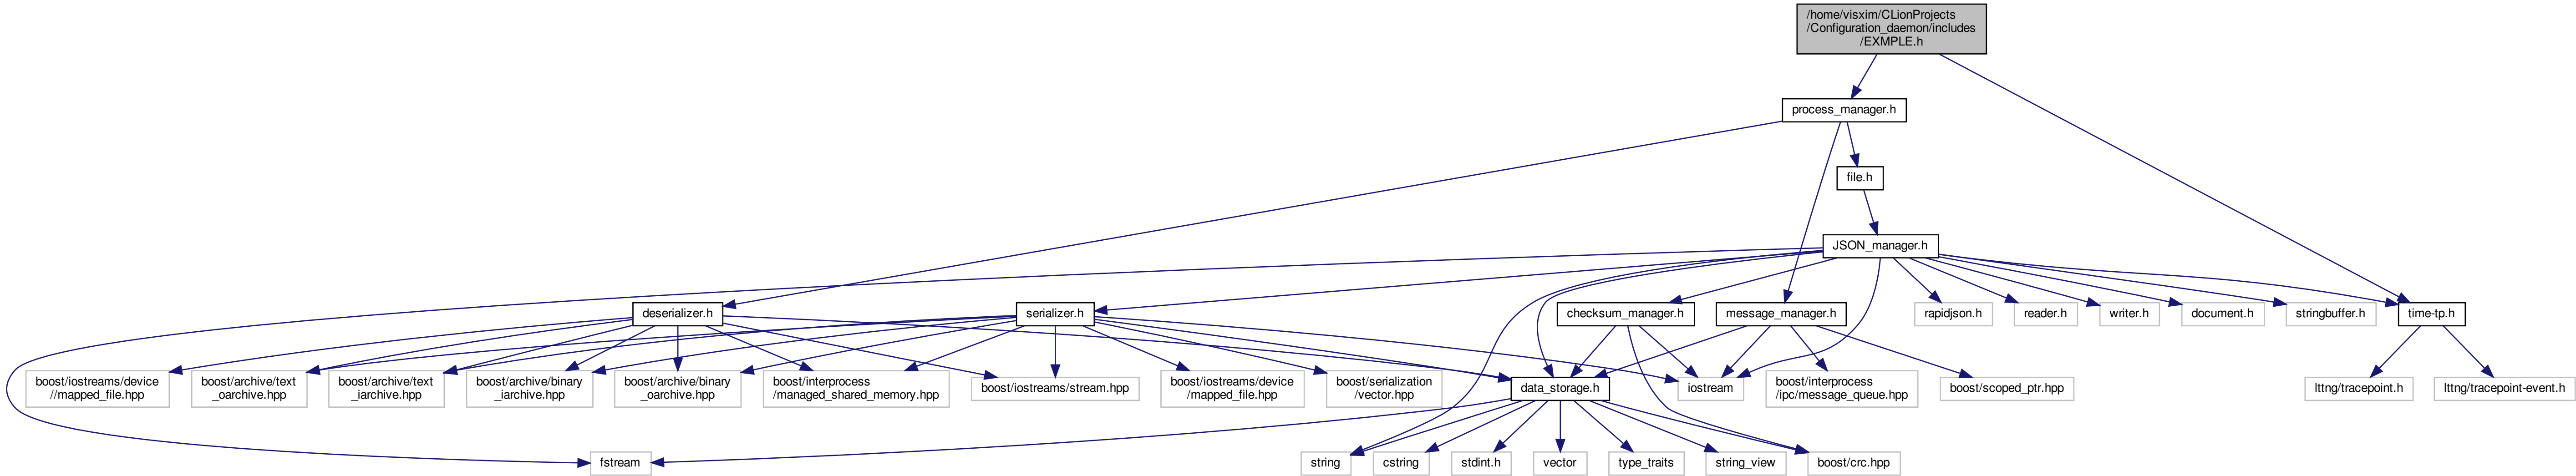 /home/visxim/CLionProjects
/Configuration_daemon/includes
/EXMPLE.h
process_manager.h
file.h
JSON_manager.h
deserializer.h
serializer.h
checksum_manager.h
message_manager.h
rapidjson.h
reader.h
writer.h
document.h
stringbuffer.h
time-tp.h
boost/iostreams/device
//mapped_file.hpp
boost/archive/text
_oarchive.hpp
boost/archive/text
_iarchive.hpp
boost/archive/binary
_iarchive.hpp
boost/archive/binary
_oarchive.hpp
boost/interprocess
/managed_shared_memory.hpp
boost/iostreams/stream.hpp
boost/iostreams/device
/mapped_file.hpp
boost/serialization
/vector.hpp
data_storage.h
iostream
boost/interprocess
/ipc/message_queue.hpp
boost/scoped_ptr.hpp
lttng/tracepoint.h
lttng/tracepoint-event.h
fstream
string
cstring
stdint.h
vector
type_traits
string_view
boost/crc.hpp